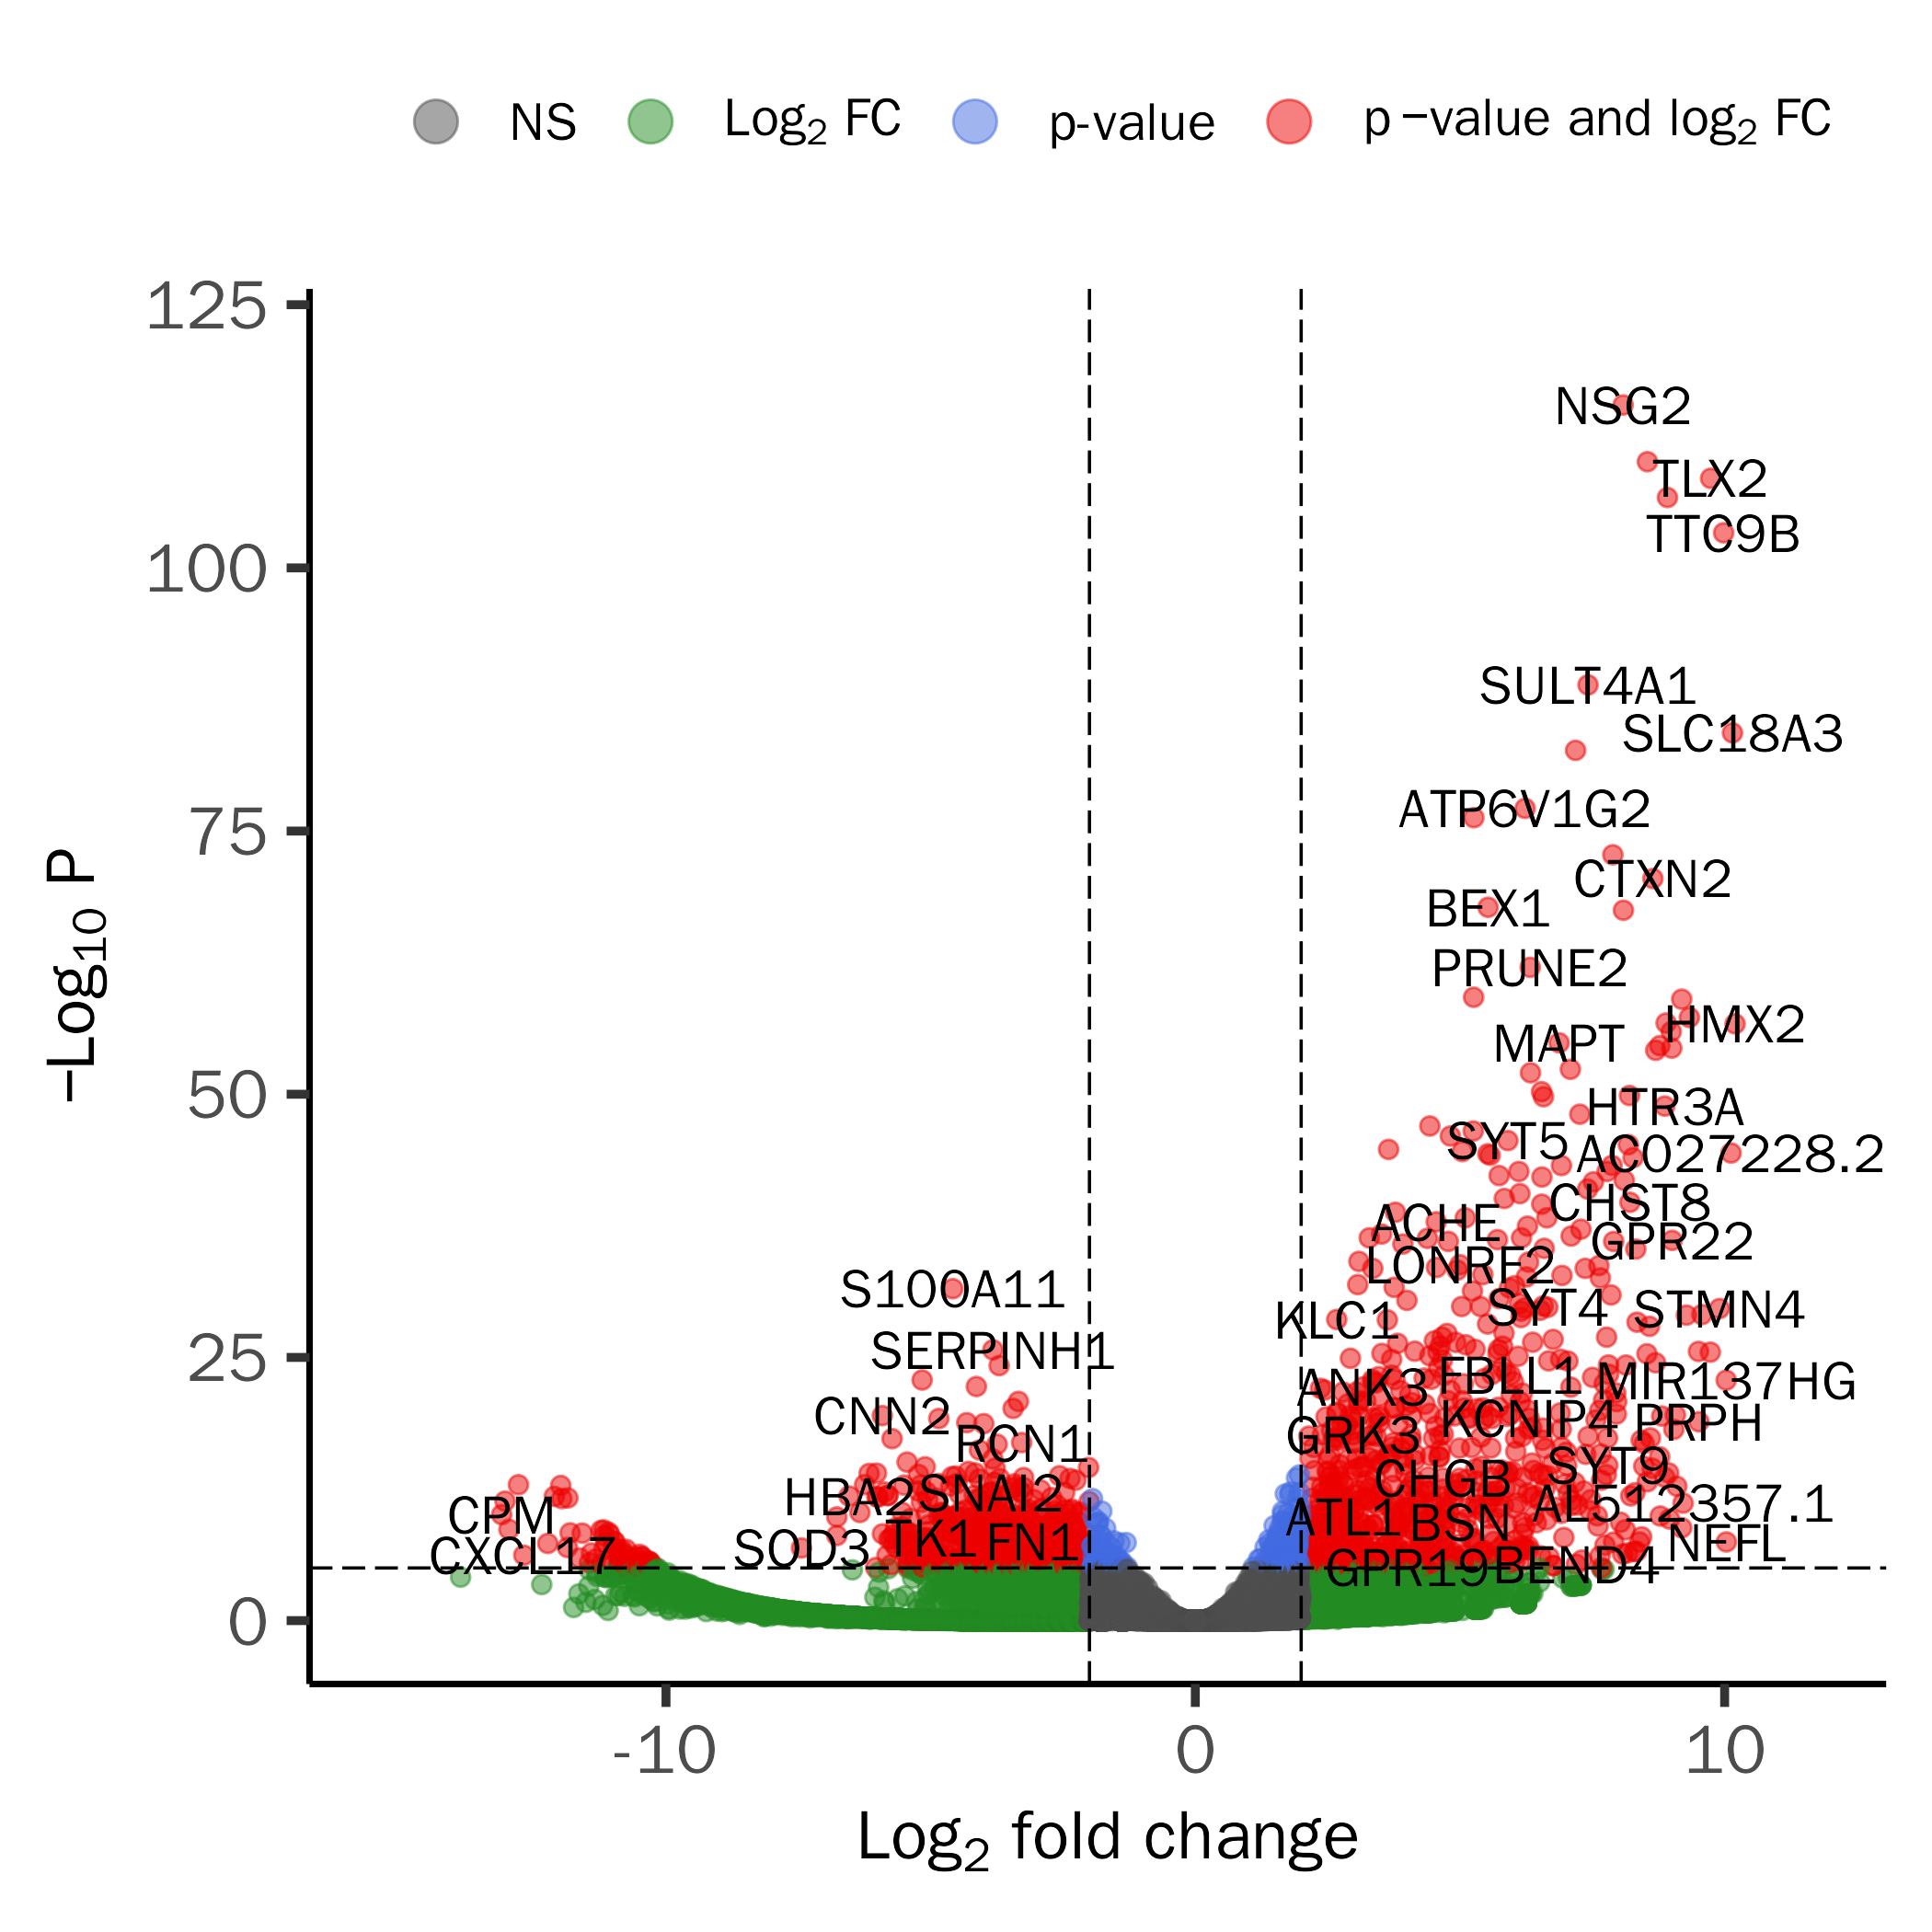 NS Log2 FC p-value p −value and log2 FC
125
100
75
50
25
0
−Log10 P
NSG2
TLX2
TTC9B
SULT4A1
SLC18A3
ATP6V1G2
CTXN2
BEX1
PRUNE2
HMX2
MAPT
HTR3A
SYT5
AC027228.2
CHST8
ACHE
GPR22
LONRF2
S100A11
SYT4
STMN4
KLC1
SERPINH1
FBLL1
MIR137HG
ANK3
CNN2
KCNIP4
PRPH
GRK3
RCN1
SYT9
CHGB
HBA2
SNAI2
AL512357.1
CPM
ATL1
BSN
TK1
FN1
NEFL
SOD3
CXCL17
GPR19
BEND4
-10 0 10
Log2 fold change